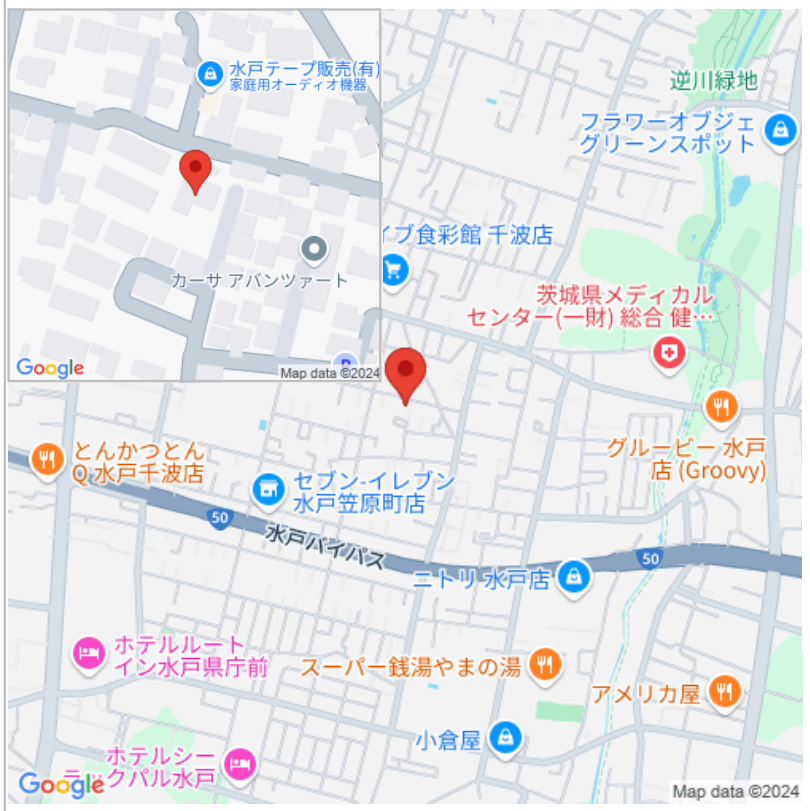 水戸テープ販売(有)
家庭用オーディオ機器
カーサ アバンツァート
P
Google
Map data ©2024
逆川緑地
フラワーオブジェ
グリーンスポット
イブ食彩館 千波店
茨城県メディカル
センター(一財) 総合 健…
グルービー 水戸
店 (Groovy)
とんかつとん
Q 水戸千波店
セブン-イレブン
水戸笠原町店
50
水戸バイパス
50
ニトリ 水戸店
ホテルルート
イン水戸県庁前
スーパー銭湯やまの湯
アメリカ屋
小倉屋
ホテルシー
ックパル水戸
Google
Map data ©2024